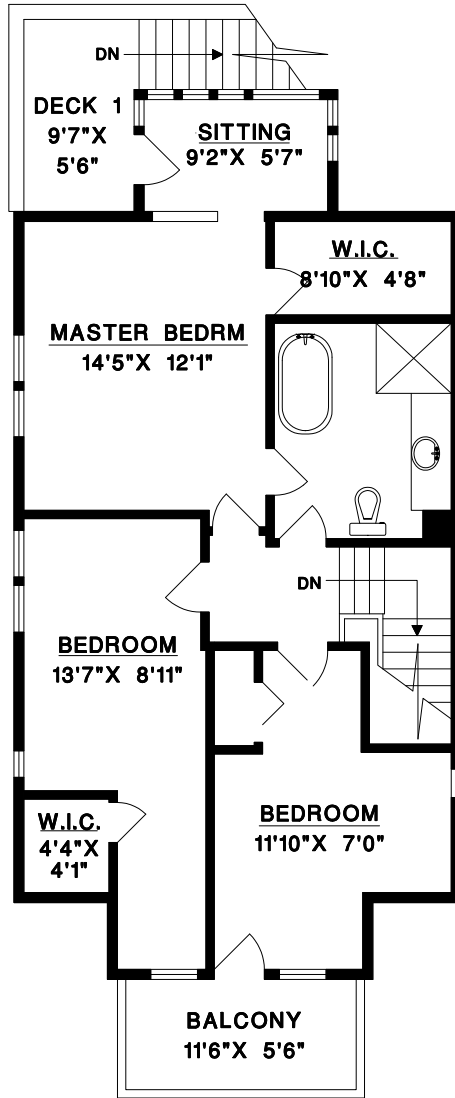 DN
DECK 1
9'7"X
5'6"
SITTING
9'2"X 5'7"
W.I.C.
8'10"X 4'8"
MASTER BEDRM
14'5"X 12'1"
DN
BEDROOM
13'7"X 8'11"
W.I.C.
4'4"X
4'1"
BEDROOM
11'10"X 7'0"
BALCONY
11'6"X 5'6"